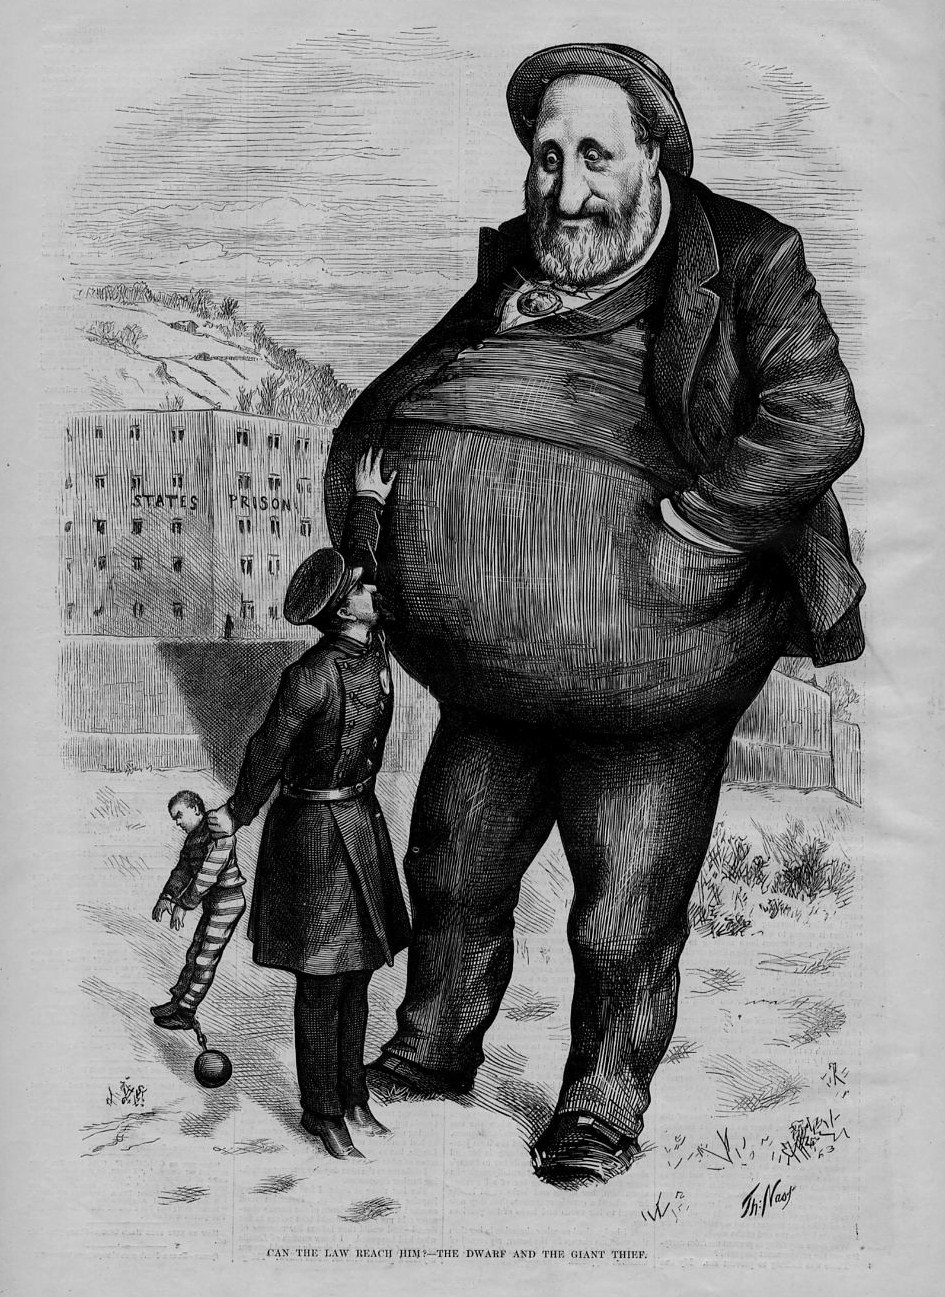 STATES PRISON
Th: Nast
CAN THE LAW REACH HIM?—THE DWARF AND THE GIANT THIEF.